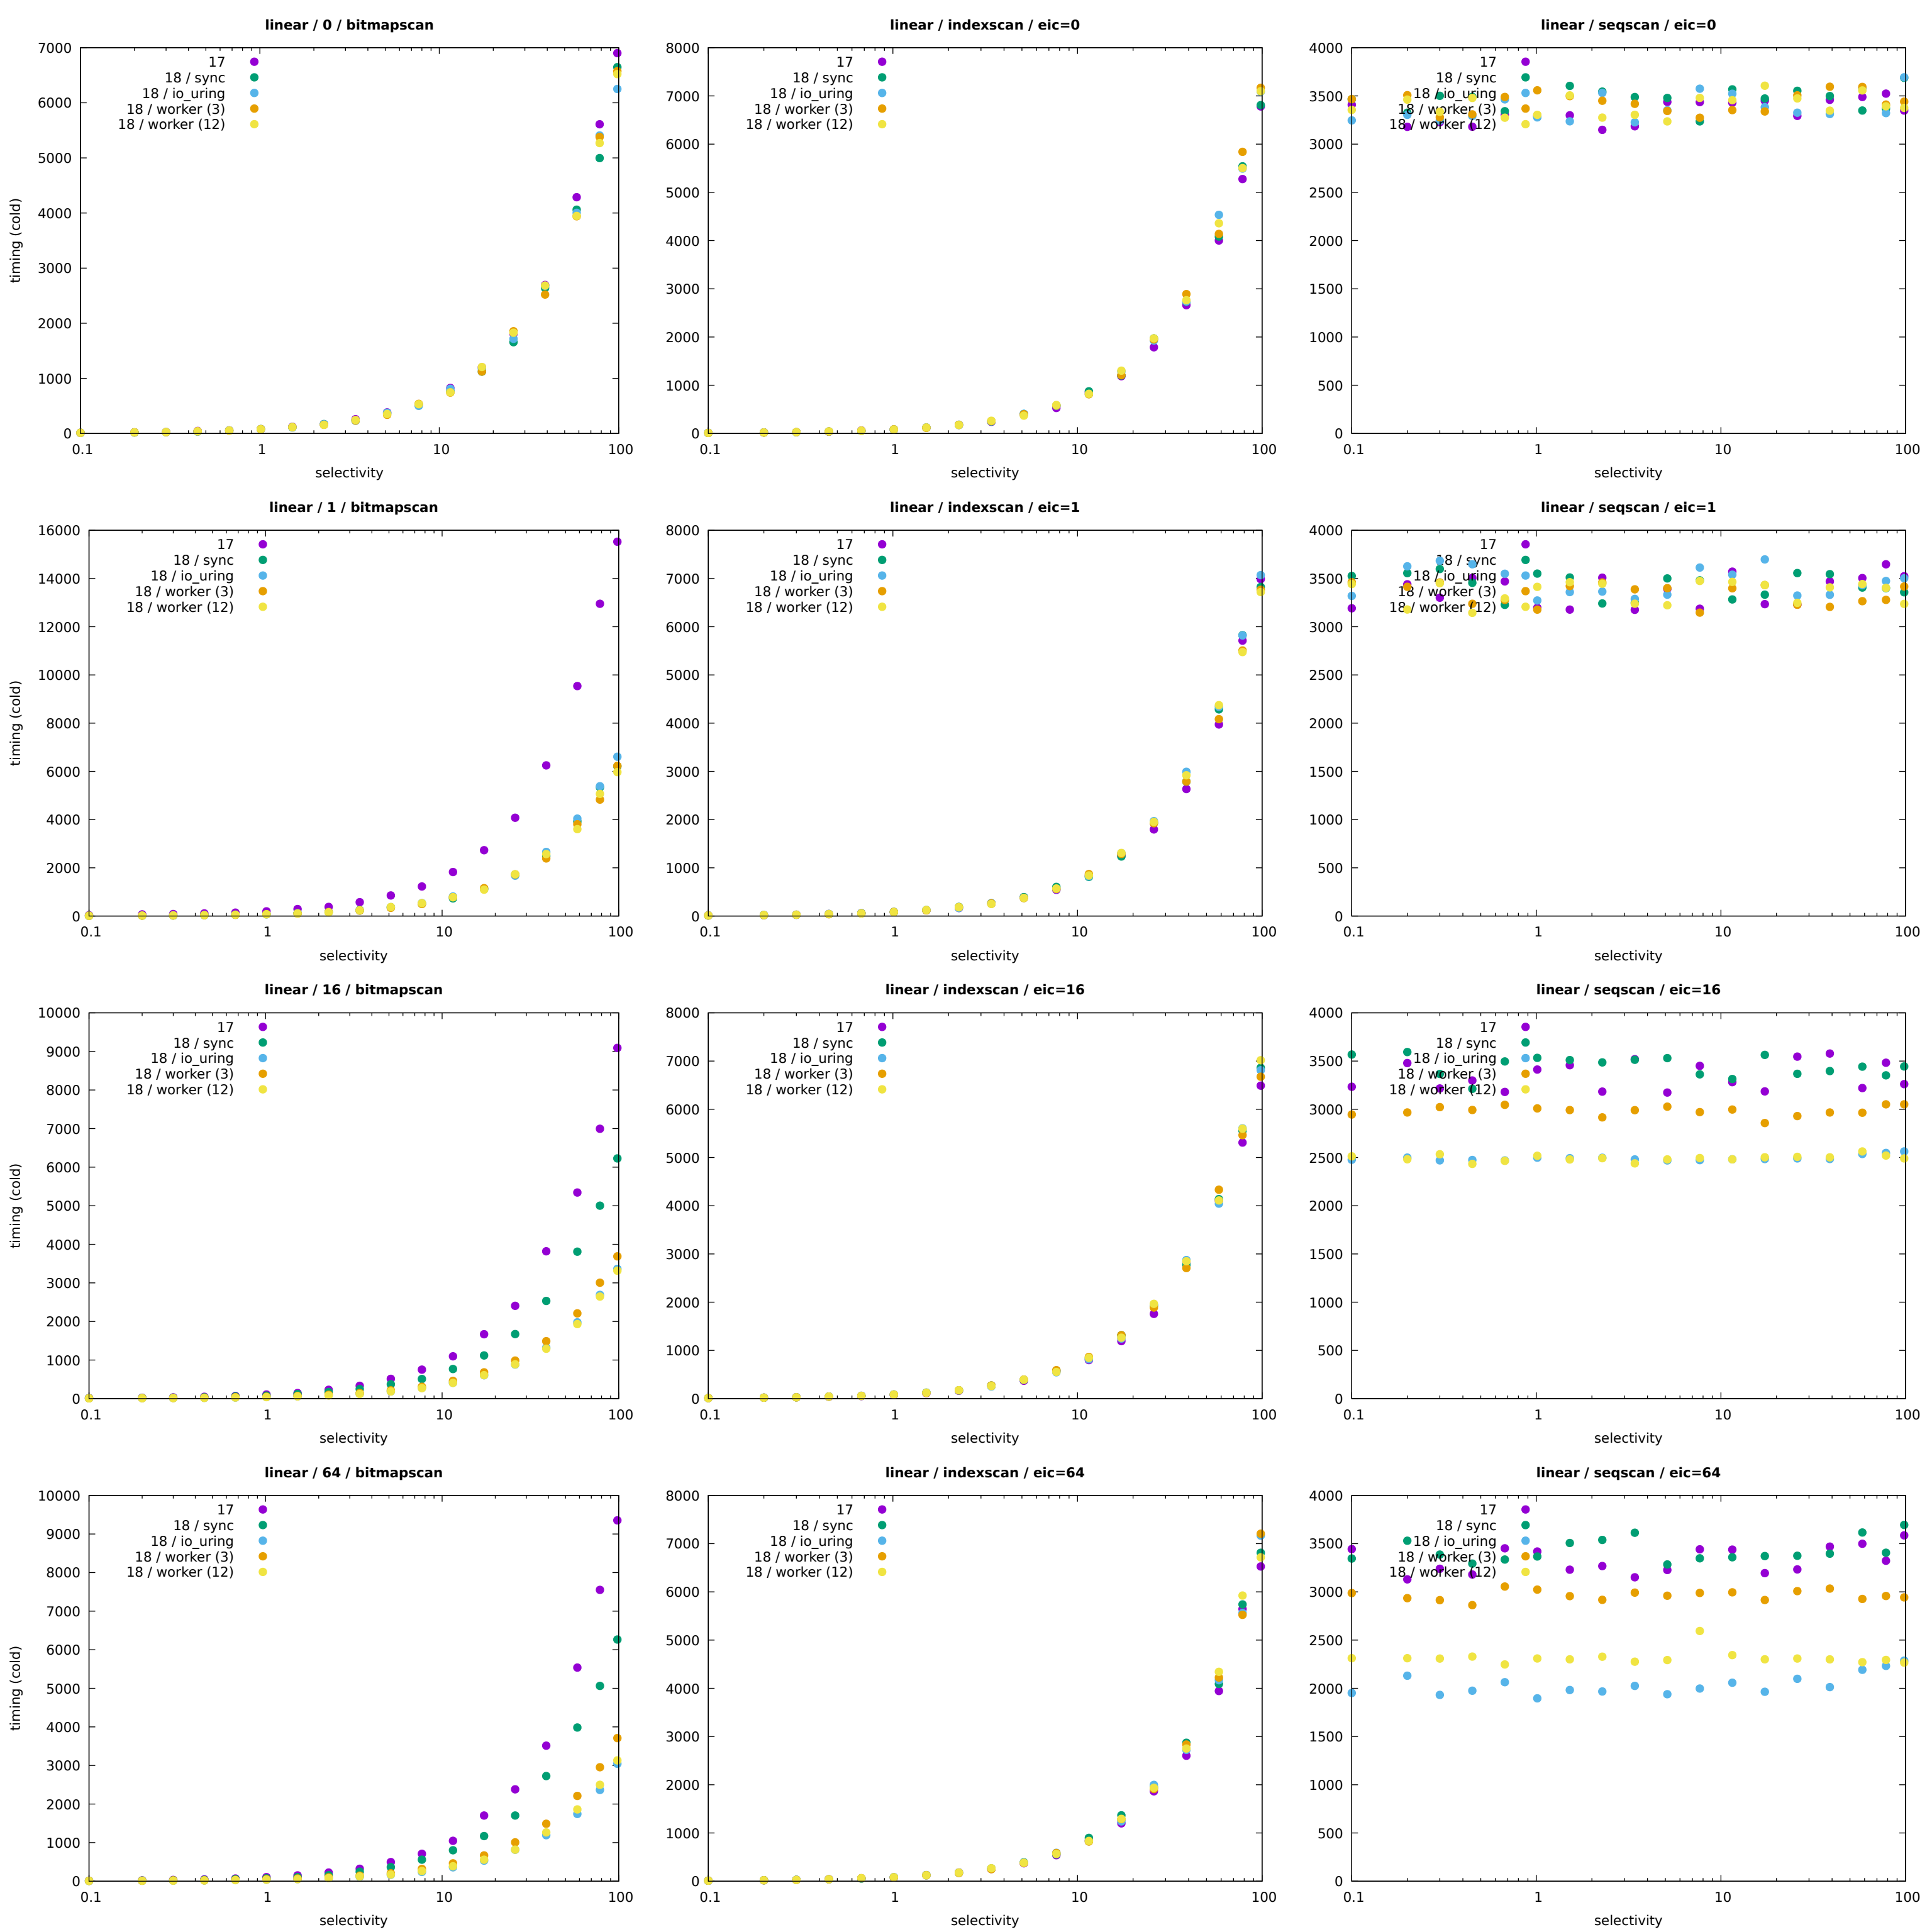 linear / 0 / bitmapscan
17
18 / sync
18 / io_uring
18 / worker (3)
18 / worker (12)
timing (cold)
7000
6000
5000
4000
3000
2000
1000
0
0.1 1 10 100
selectivity
linear / indexscan / eic=0
17
18 / sync
18 / io_uring
18 / worker (3)
18 / worker (12)
8000
7000
6000
5000
4000
3000
2000
1000
0
0.1 1 10 100
selectivity
linear / seqscan / eic=0
17
18 / sync
18 / io_uring
18 / worker (3)
18 / worker (12)
4000
3500
3000
2500
2000
1500
1000
500
0
0.1 1 10 100
selectivity
linear / 1 / bitmapscan
17
18 / sync
18 / io_uring
18 / worker (3)
18 / worker (12)
timing (cold)
16000
14000
12000
10000
8000
6000
4000
2000
0
0.1 1 10 100
selectivity
linear / indexscan / eic=1
17
18 / sync
18 / io_uring
18 / worker (3)
18 / worker (12)
8000
7000
6000
5000
4000
3000
2000
1000
0
0.1 1 10 100
selectivity
linear / seqscan / eic=1
17
18 / sync
18 / io_uring
18 / worker (3)
18 / worker (12)
4000
3500
3000
2500
2000
1500
1000
500
0
0.1 1 10 100
selectivity
linear / 16 / bitmapscan
17
18 / sync
18 / io_uring
18 / worker (3)
18 / worker (12)
timing (cold)
10000
9000
8000
7000
6000
5000
4000
3000
2000
1000
0
0.1 1 10 100
selectivity
linear / indexscan / eic=16
17
18 / sync
18 / io_uring
18 / worker (3)
18 / worker (12)
8000
7000
6000
5000
4000
3000
2000
1000
0
0.1 1 10 100
selectivity
linear / seqscan / eic=16
17
18 / sync
18 / io_uring
18 / worker (3)
18 / worker (12)
4000
3500
3000
2500
2000
1500
1000
500
0
0.1 1 10 100
selectivity
linear / 64 / bitmapscan
17
18 / sync
18 / io_uring
18 / worker (3)
18 / worker (12)
timing (cold)
10000
9000
8000
7000
6000
5000
4000
3000
2000
1000
0
0.1 1 10 100
selectivity
linear / indexscan / eic=64
17
18 / sync
18 / io_uring
18 / worker (3)
18 / worker (12)
8000
7000
6000
5000
4000
3000
2000
1000
0
0.1 1 10 100
selectivity
linear / seqscan / eic=64
17
18 / sync
18 / io_uring
18 / worker (3)
18 / worker (12)
4000
3500
3000
2500
2000
1500
1000
500
0
0.1 1 10 100
selectivity